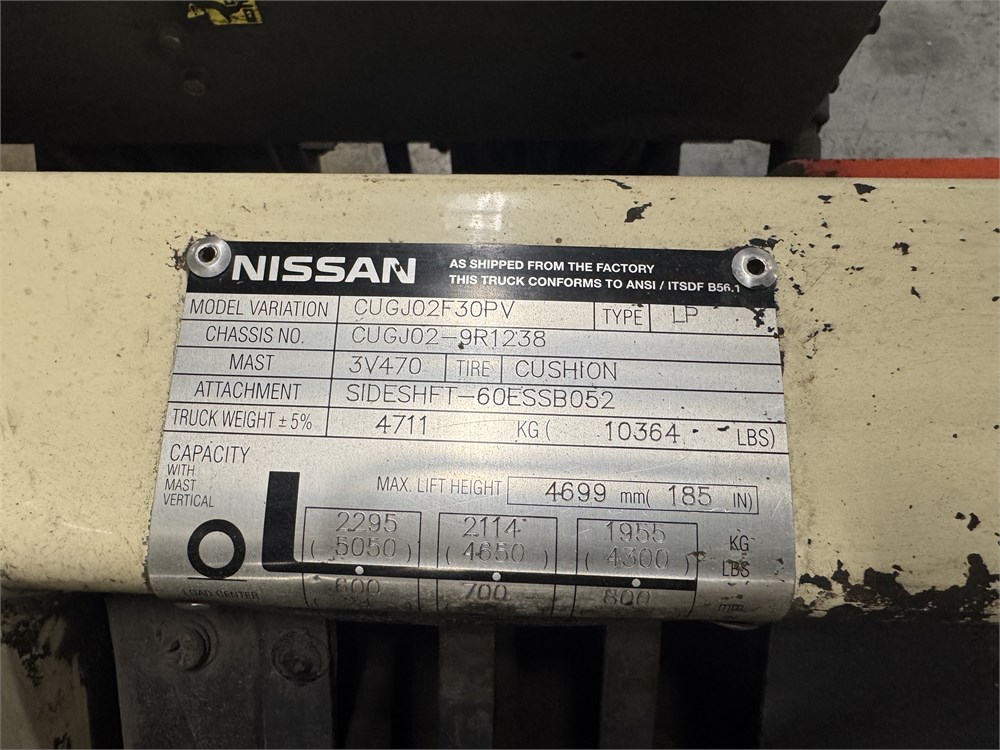 NISSAN
AS SHIPPED FROM THE FACTORY
THIS TRUCK CONFORMS TO ANSI / ITSDF B56.1
MODEL VARIATION CUGJ02F30PV TYPE LP
CHASSIS NO. CUGJ02-9R1238
MAST 3V470 TIRE CUSHION
ATTACHMENT SIDESHFT-60ESSB052
TRUCK WEIGHT ±5% 4711 KG ( 10364 LBS)
CAPACITY
WITH
MAST
VERTICAL
MAX. LIFT HEIGHT 4699 mm( 185 IN)
2295 2114 1955 KG
( 5050 ) ( 4650 ) ( 4300 ) LBS
LOAD CENTER 600 700 800 mm